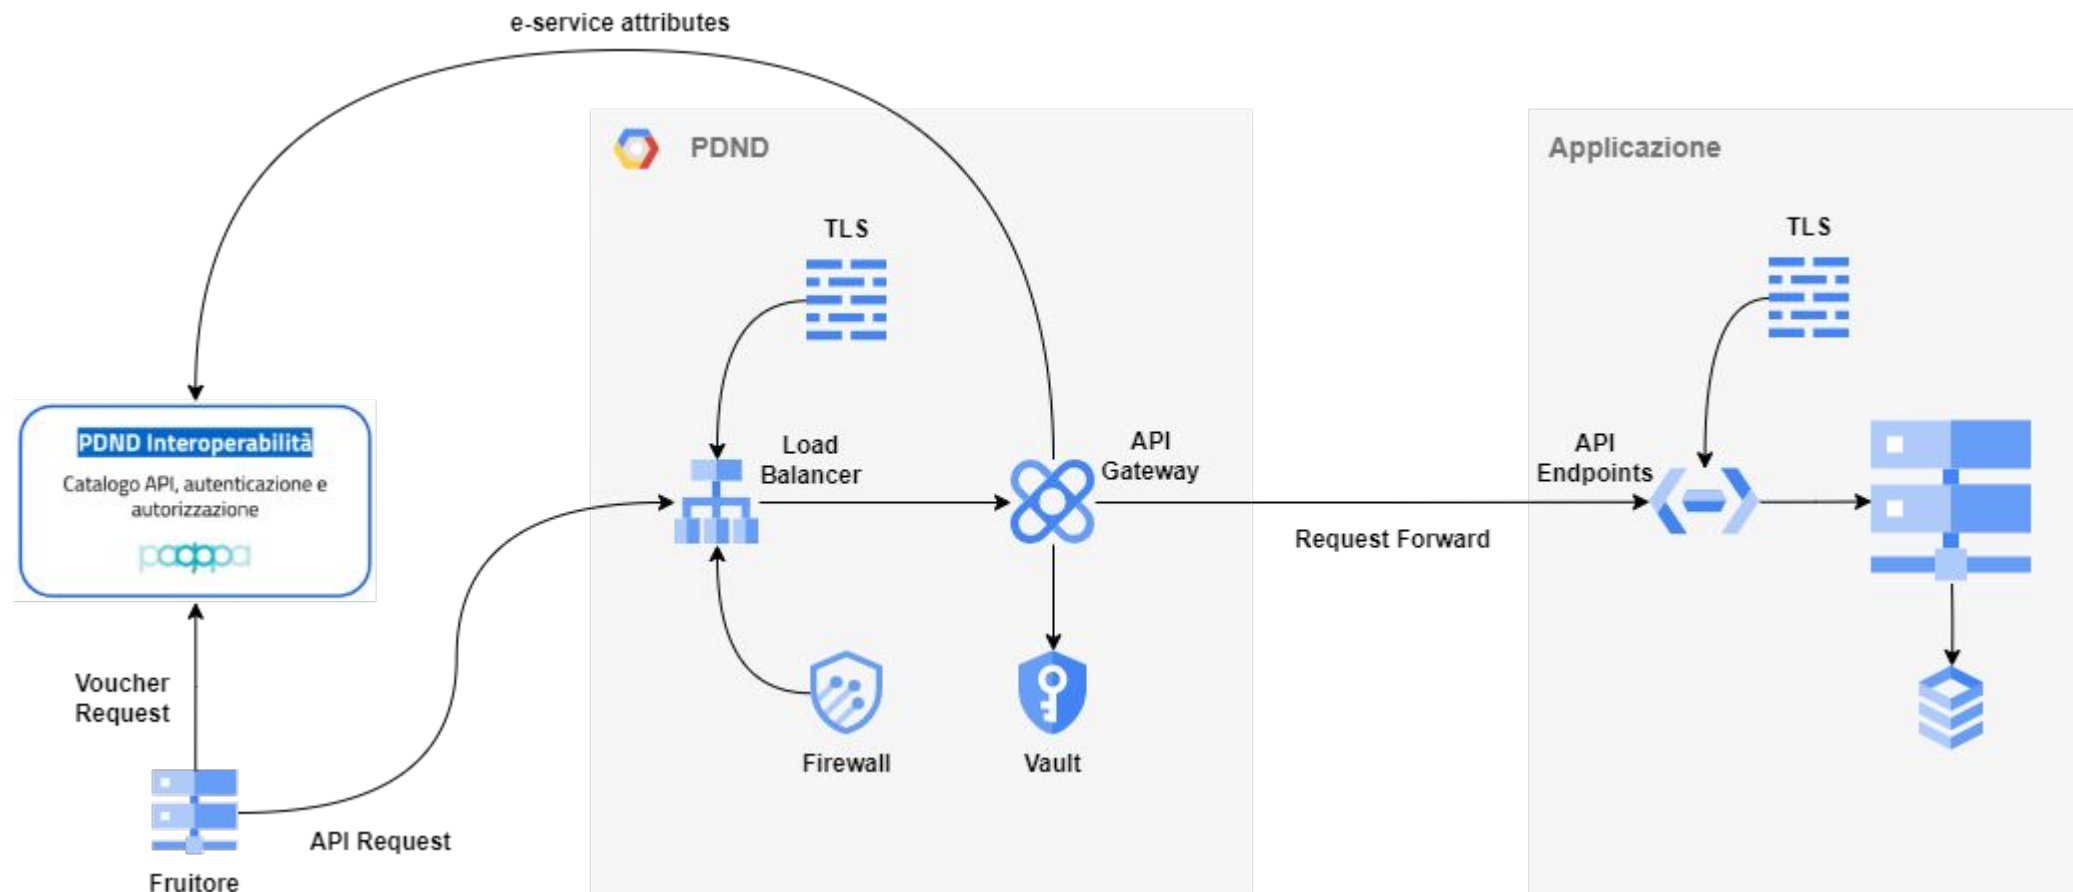 e-service attributes
PDND
Applicazione
TLS
TLS
PDND Interoperabilità
Catalogo API, autenticazione e
autorizzazione
pagopa
Load
Balancer
API
Gateway
API
Endpoints
Request Forward
Voucher
Request
Firewall
Vault
API Request
Fruitore